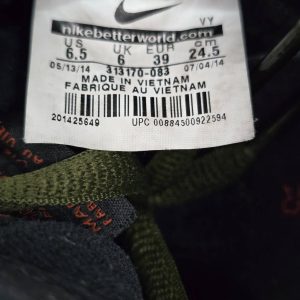 VY
nikebetterworld.com
US UK EUR cm
6.5 6 39 24.5
05/13/14 313170-083 07/04/14
MADE IN VIETNAM
FABRIQUE AU VIETNAM
201425649 UPC 00884500922594